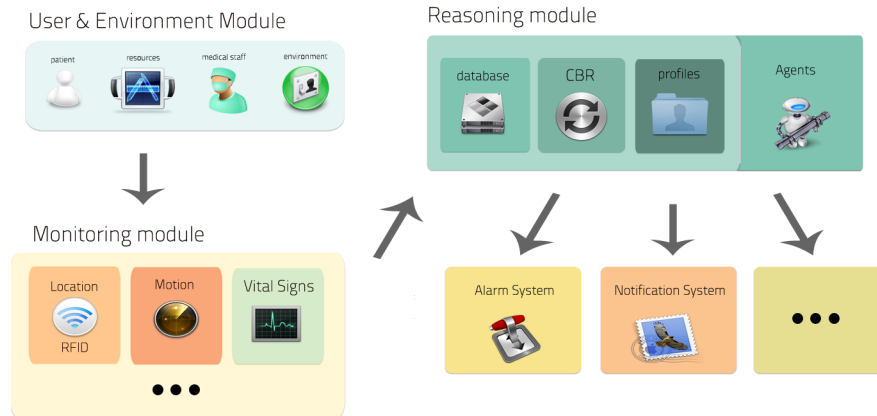 User & Environment Module
patient
resources
medical staff
environment
Monitoring module
Location
RFID
Motion
Vital Signs
Reasoning module
database
CBR
profiles
Agents
Alarm System
Notification System